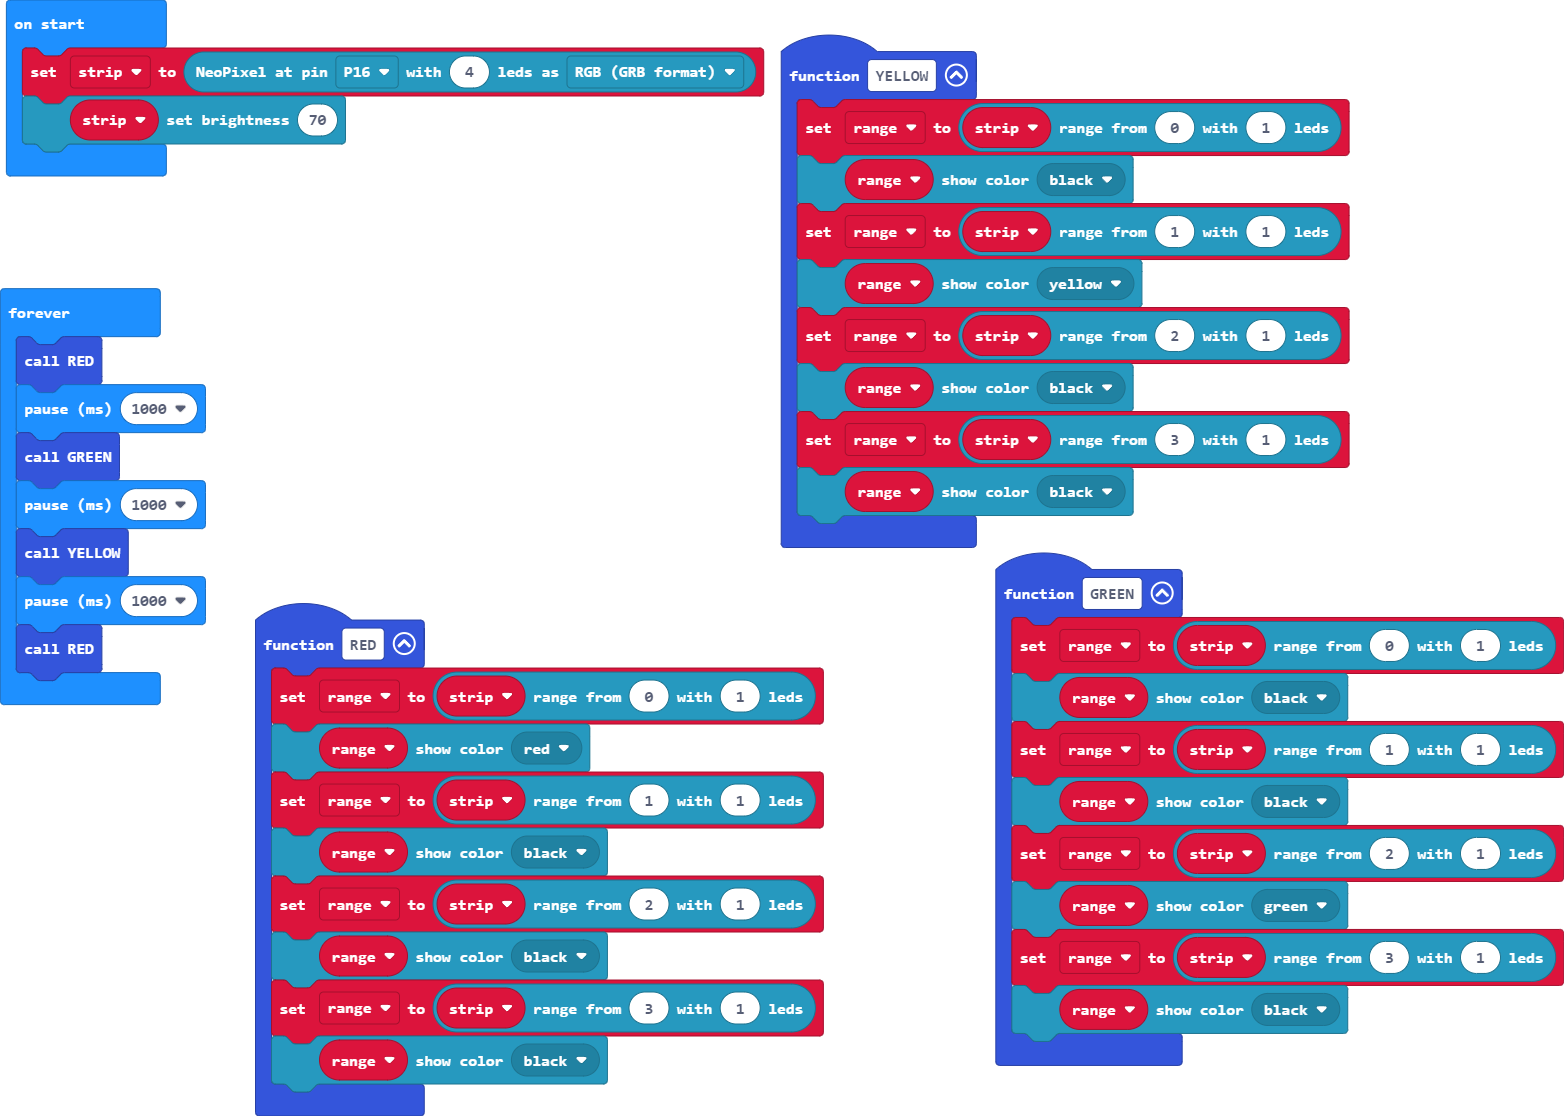 on start
set strip to NeoPixel at pin P16 with 4 leds as RGB (GRB format)
strip set brightness 70
forever
call RED
pause (ms) 1000
call GREEN
pause (ms) 1000
call YELLOW
pause (ms) 1000
call RED
function YELLOW
set range to strip range from 0 with 1 leds
range show color black
set range to strip range from 1 with 1 leds
range show color yellow
set range to strip range from 2 with 1 leds
range show color black
set range to strip range from 3 with 1 leds
range show color black
function RED
set range to strip range from 0 with 1 leds
range show color red
set range to strip range from 1 with 1 leds
range show color black
set range to strip range from 2 with 1 leds
range show color black
set range to strip range from 3 with 1 leds
range show color black
function GREEN
set range to strip range from 0 with 1 leds
range show color black
set range to strip range from 1 with 1 leds
range show color black
set range to strip range from 2 with 1 leds
range show color green
set range to strip range from 3 with 1 leds
range show color black